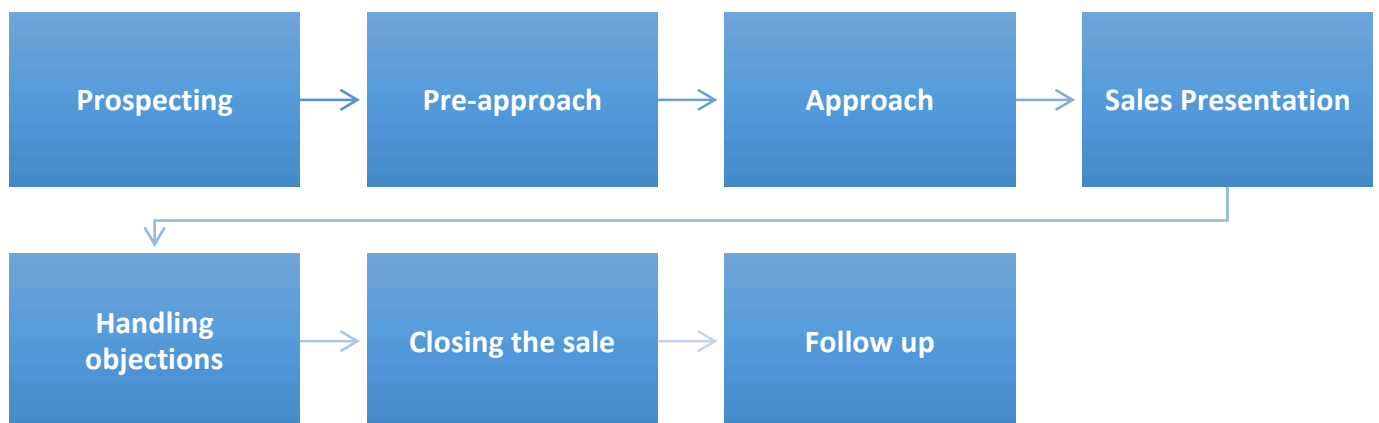 Prospecting
Pre-approach
Approach
Sales Presentation
Handling
objections
Closing the sale
Follow up